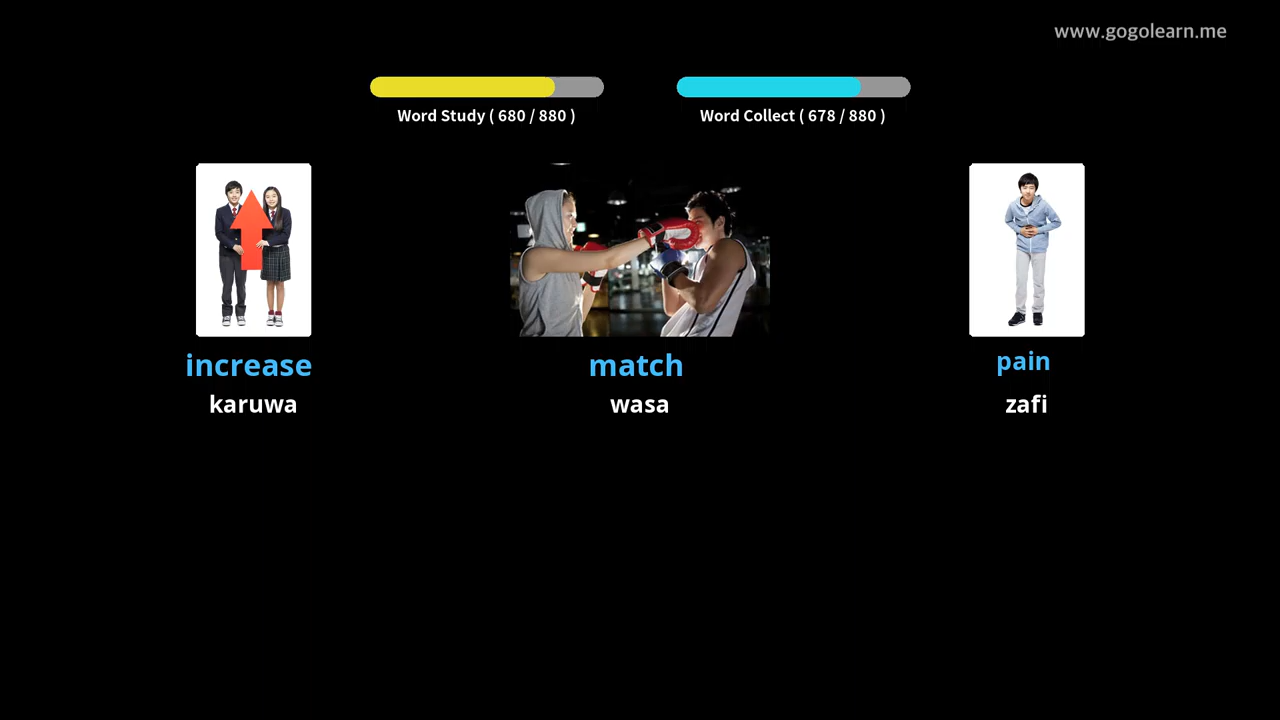 www.gogolearn.me
Word Study ( 680 / 880 )
Word Collect ( 678 / 880 )
increase
match
pain
karuwa
wasa
zafi